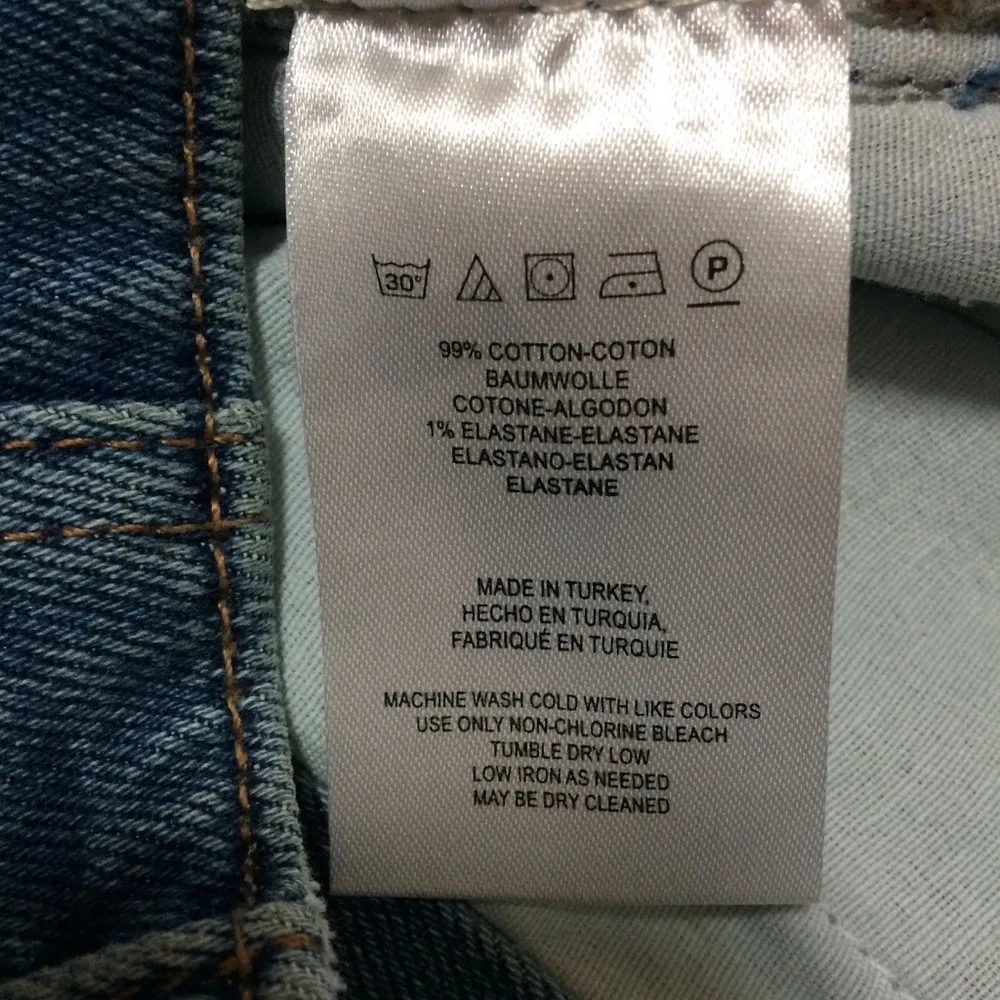 30° P
99% COTTON-COTON
BAUMWOLLE
COTONE-ALGODON
1% ELASTANE-ELASTANE
ELASTANO-ELASTAN
ELASTANE
MADE IN TURKEY,
HECHO EN TURQUIA,
FABRIQUÉ EN TURQUIE
MACHINE WASH COLD WITH LIKE COLORS
USE ONLY NON-CHLORINE BLEACH
TUMBLE DRY LOW
LOW IRON AS NEEDED
MAY BE DRY CLEANED